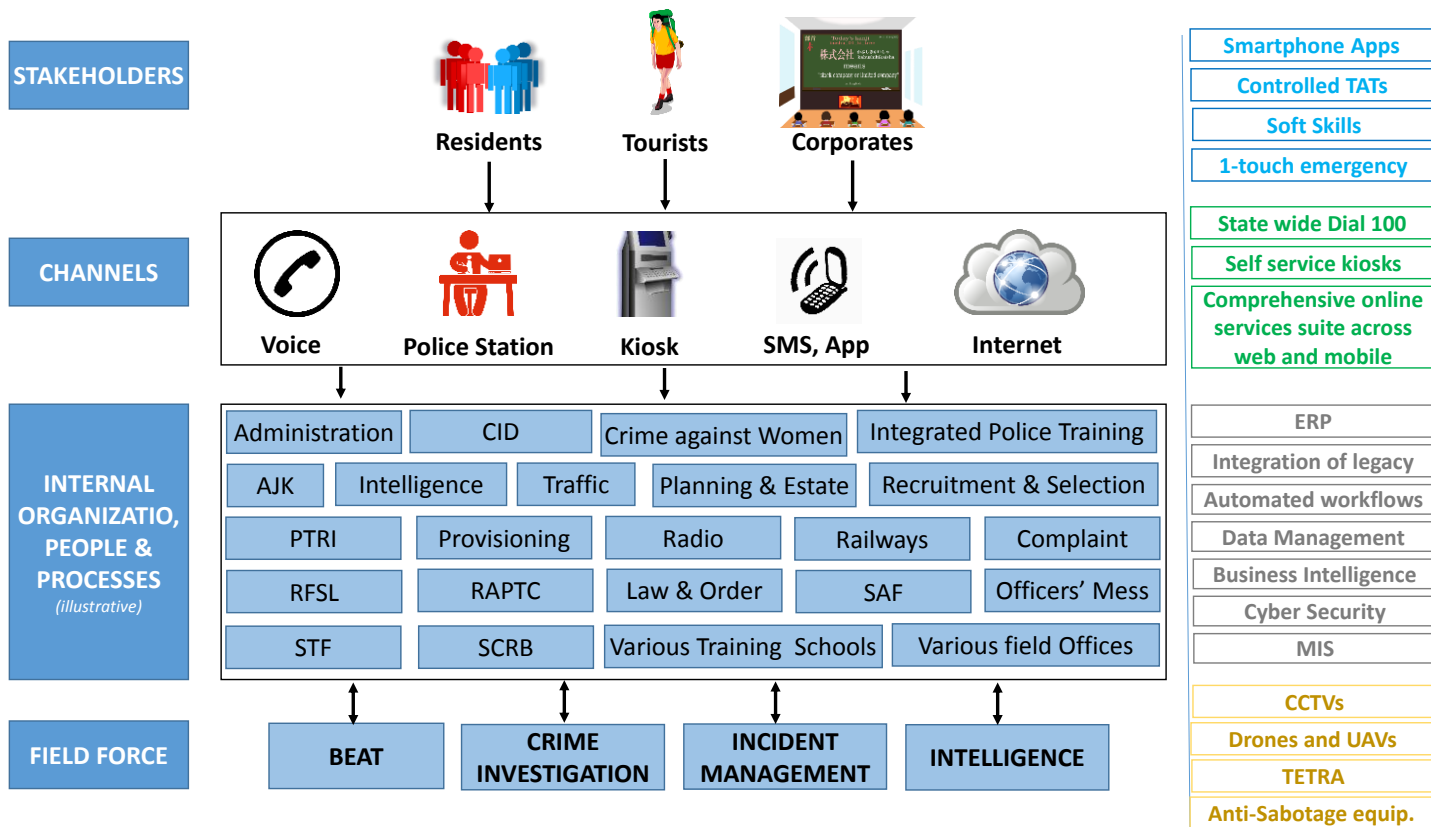 STAKEHOLDERS
株式会社
Residents
Tourists
Corporates
CHANNELS
Voice
Police Station
Kiosk
SMS, App
Internet
INTERNAL
ORGANIZATIO,
PEOPLE &
PROCESSES
(illustrative)
Administration
CID
Crime against Women
Integrated Police Training
AJK
Intelligence
Traffic
Planning & Estate
Recruitment & Selection
PTRI
Provisioning
Radio
Railways
Complaint
RFSL
RAPTC
Law & Order
SAF
Officers’ Mess
STF
SCRB
Various Training Schools
Various field Offices
FIELD FORCE
BEAT
CRIME
INVESTIGATION
INCIDENT
MANAGEMENT
INTELLIGENCE
Smartphone Apps
Controlled TATs
Soft Skills
1-touch emergency
State wide Dial 100
Self service kiosks
Comprehensive online
services suite across
web and mobile
ERP
Integration of legacy
Automated workflows
Data Management
Business Intelligence
Cyber Security
MIS
CCTVs
Drones and UAVs
TETRA
Anti-Sabotage equip.